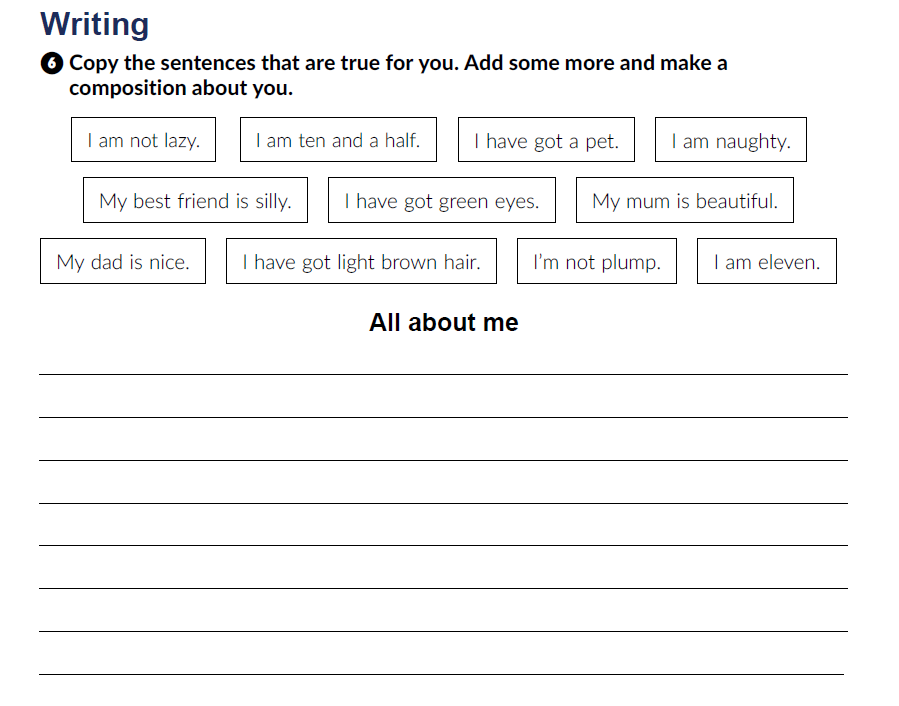 Writing
6 Copy the sentences that are true for you. Add some more and make a
composition about you.
I am not lazy. I am ten and a half. I have got a pet. I am naughty.
My best friend is silly. I have got green eyes. My mum is beautiful.
My dad is nice. I have got light brown hair. I'm not plump. I am eleven.
All about me